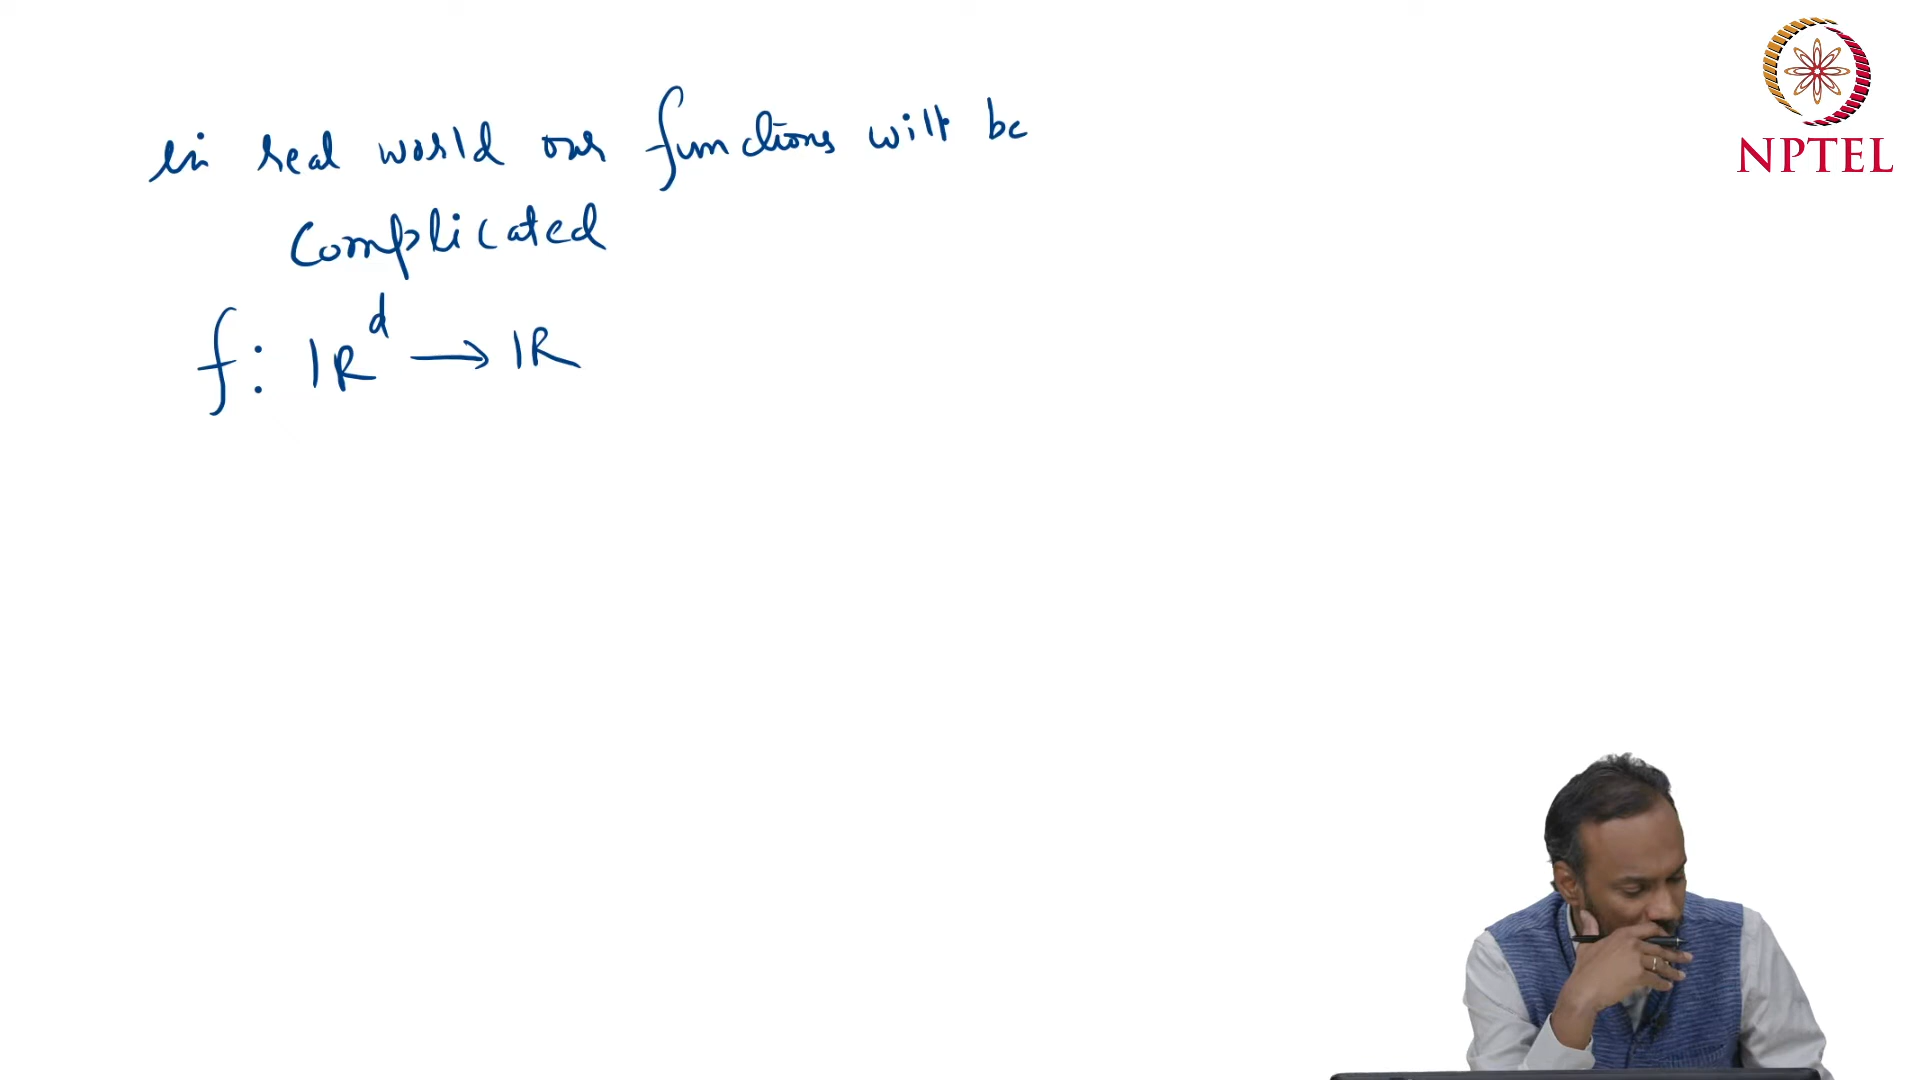 in real world our functions will be
complicated
f: ℝ^d → ℝ
NPTEL